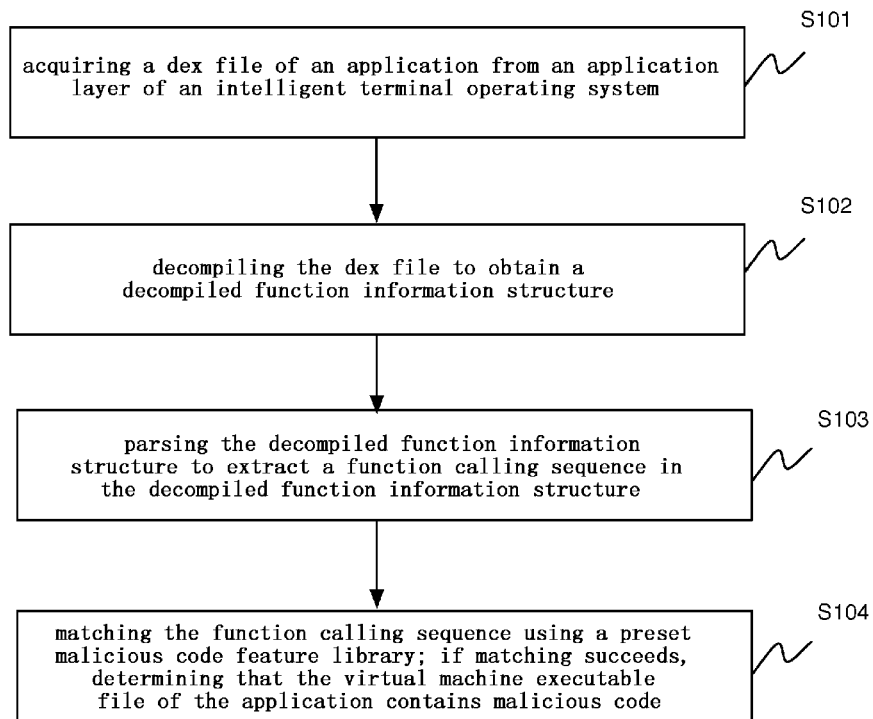 S101
acquiring a dex file of an application from an application
layer of an intelligent terminal operating system
S102
decompiling the dex file to obtain a
decompiled function information structure
S103
parsing the decompiled function information
structure to extract a function calling sequence in
the decompiled function information structure
S104
matching the function calling sequence using a preset
malicious code feature library; if matching succeeds,
determining that the virtual machine executable
file of the application contains malicious code